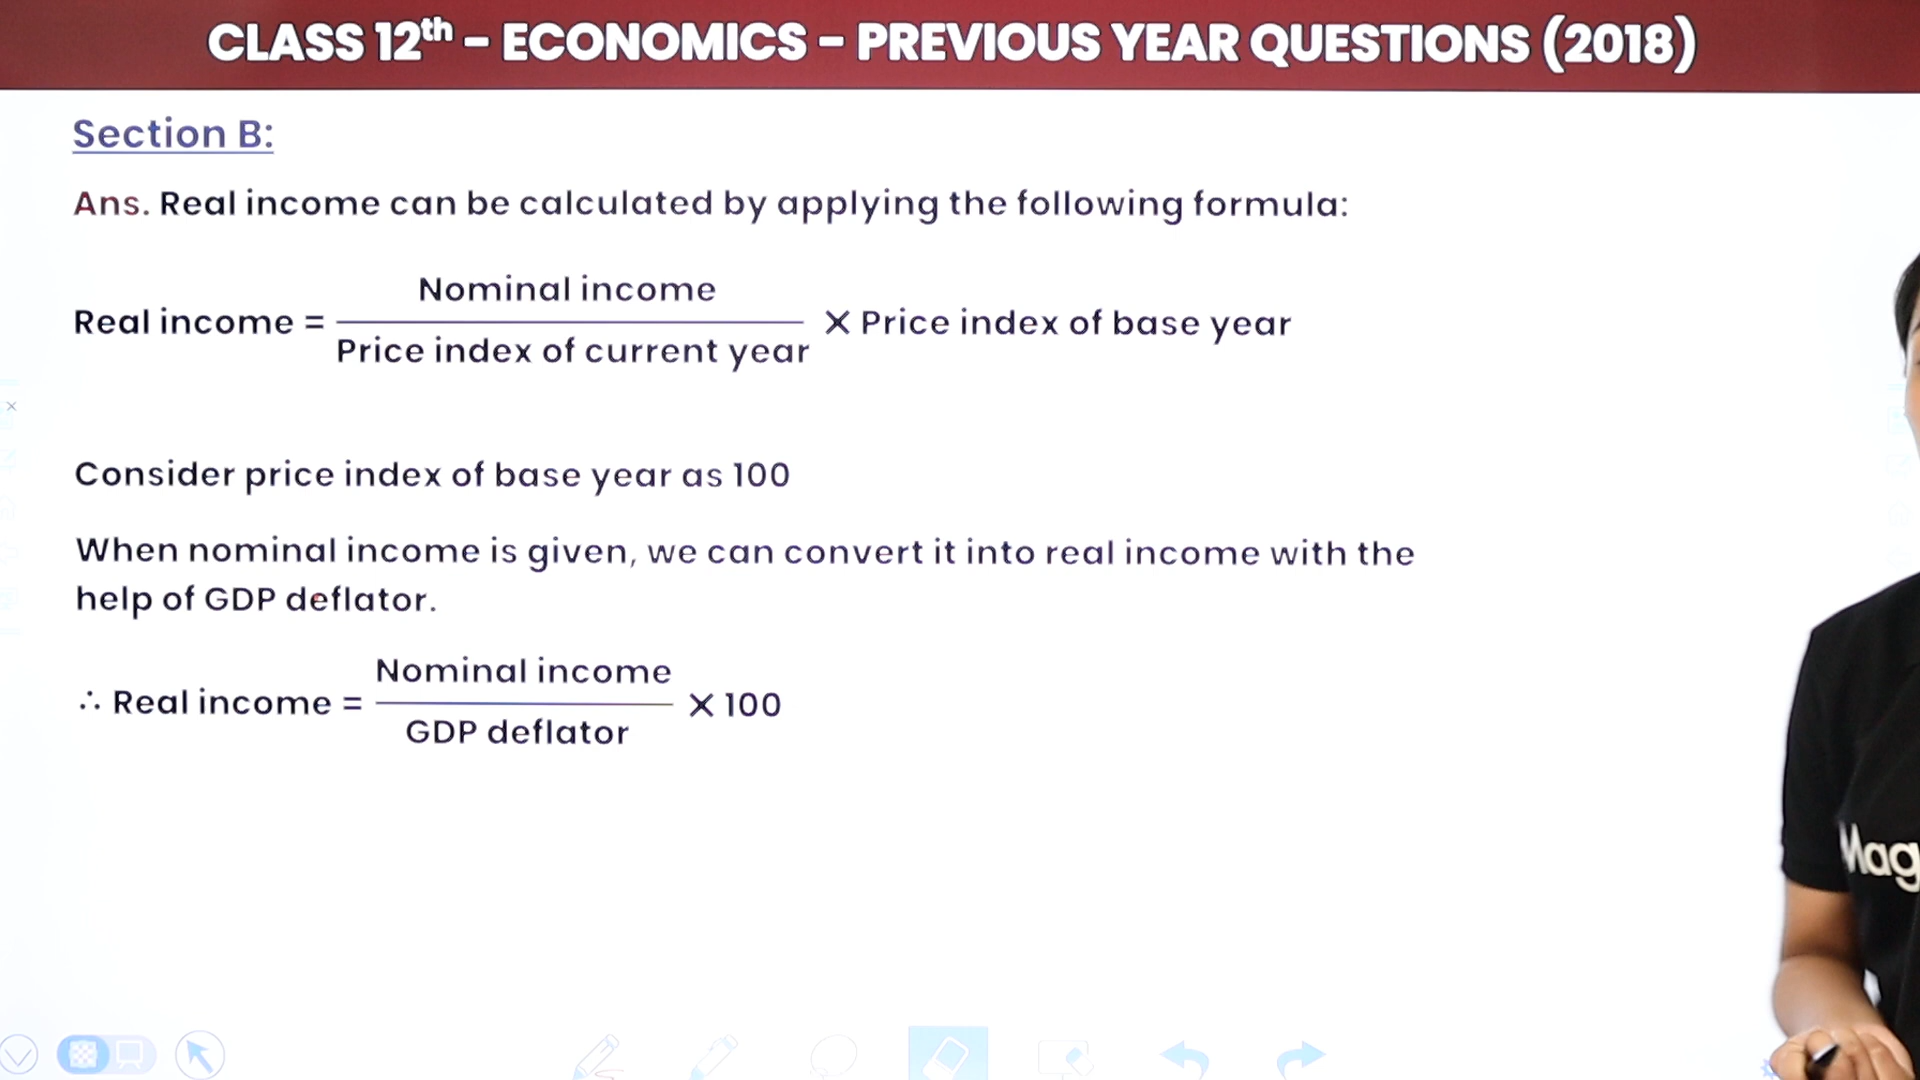 CLASS 12th - ECONOMICS - PREVIOUS YEAR QUESTIONS (2018)
Section B:
Ans. Real income can be calculated by applying the following formula:
Real income = Nominal income / Price index of current year × Price index of base year
Consider price index of base year as 100
When nominal income is given, we can convert it into real income with the
help of GDP deflator.
∴ Real income = Nominal income / GDP deflator × 100
Mag